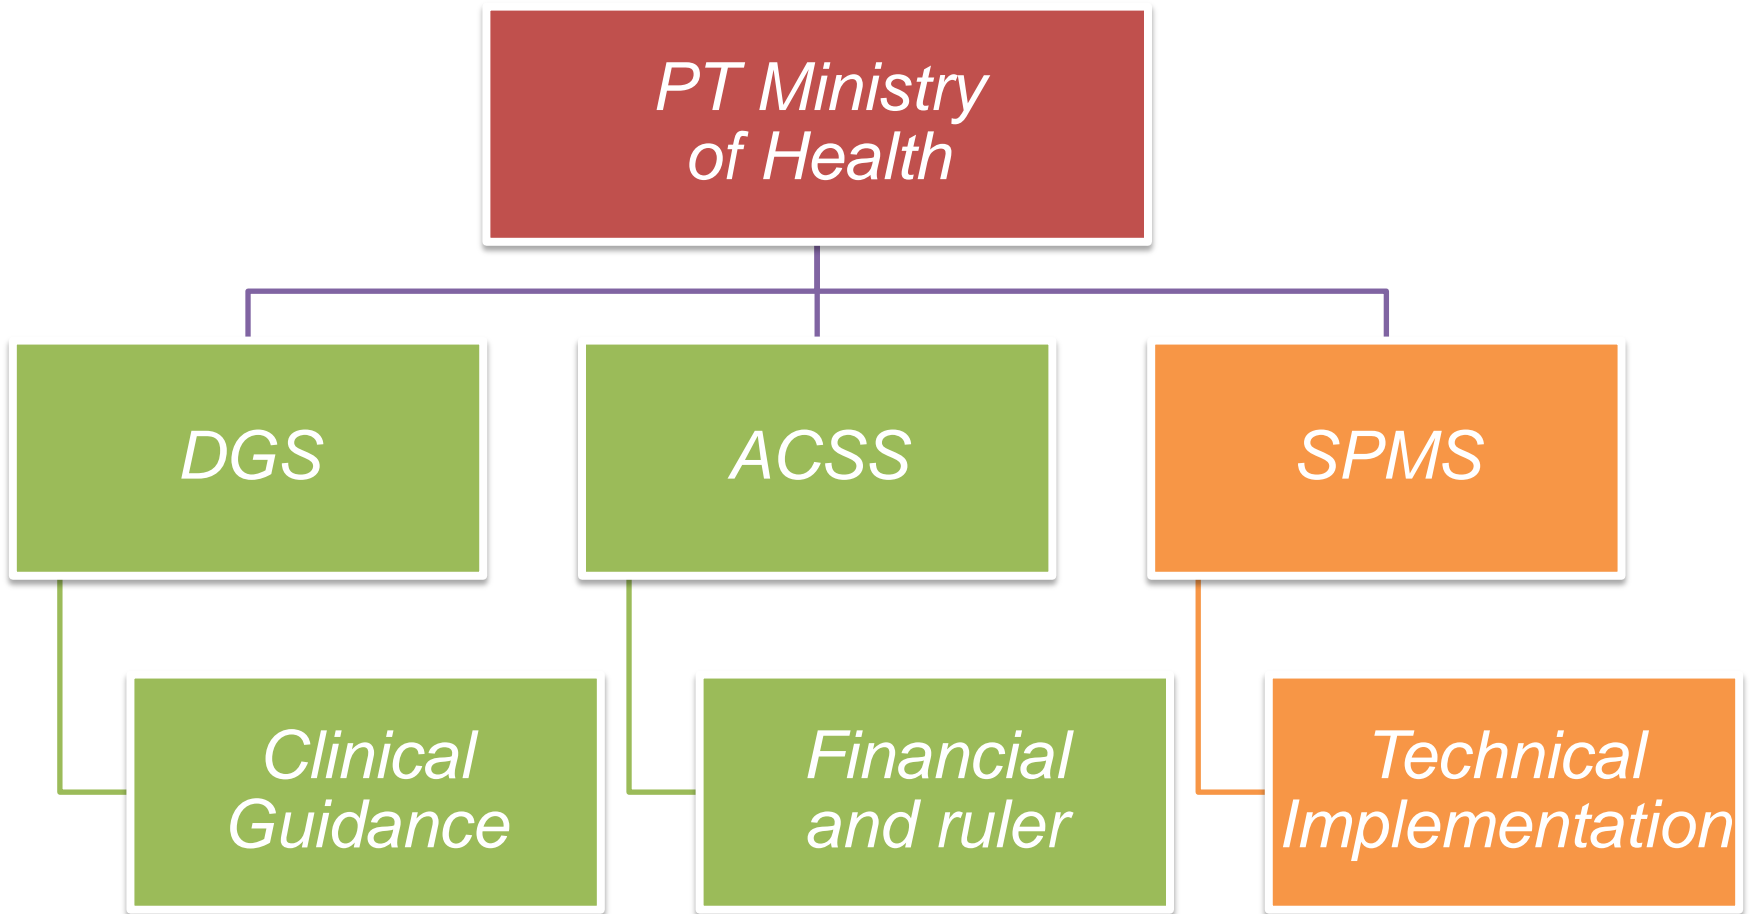 PT Ministry
of Health
DGS
ACSS
SPMS
Clinical
Guidance
Financial
and ruler
Technical
Implementation